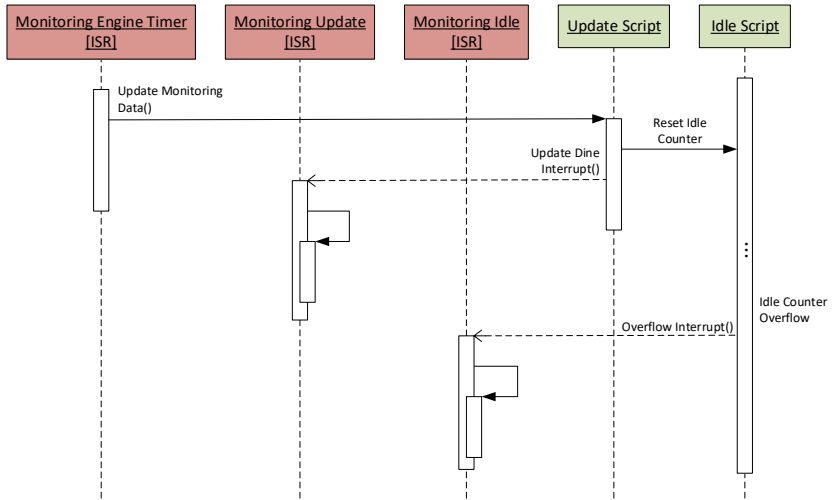 Monitoring Engine Timer
[ISR]
Monitoring Update
[ISR]
Monitoring Idle
[ISR]
Update Script
Idle Script
Update Monitoring
Data()
Reset Idle
Counter
Update Dine
Interrupt()
Idle Counter
Overflow
Overflow Interrupt()